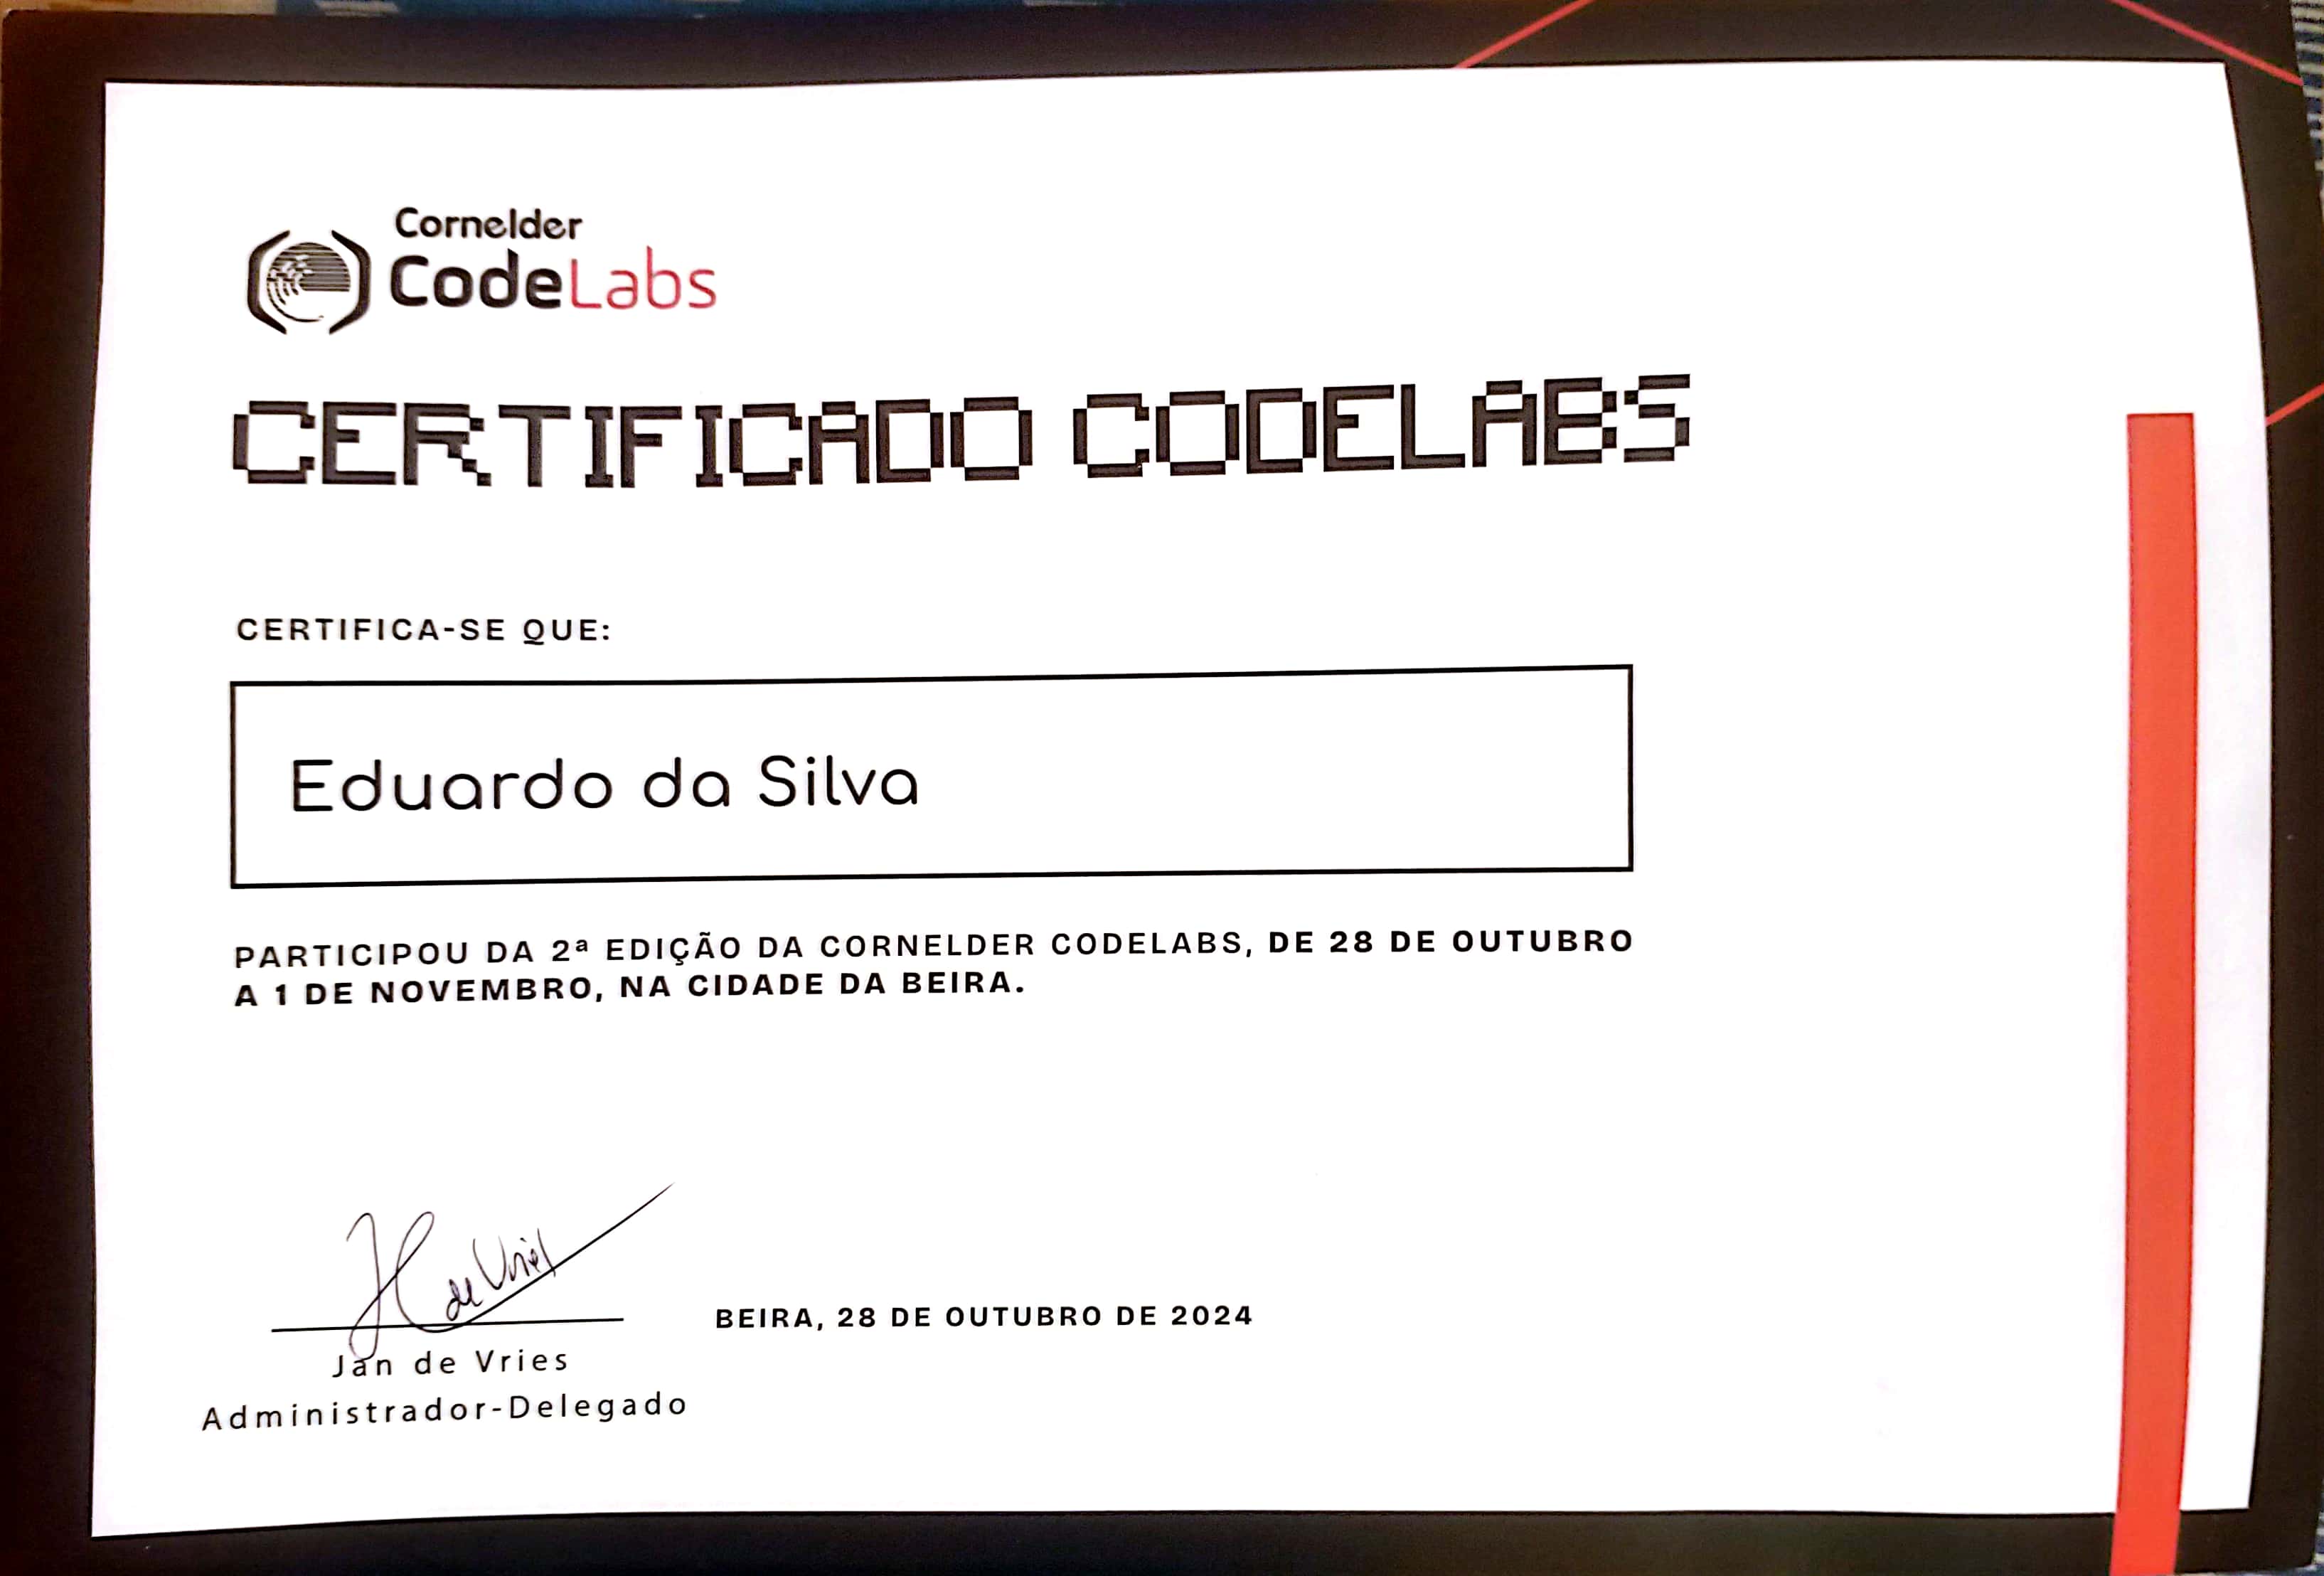 Cornelder
CodeLabs
CERTIFICADO CODELABS
CERTIFICA-SE QUE:
Eduardo da Silva
PARTICIPOU DA 2ª EDIÇÃO DA CORNELDER CODELABS, DE 28 DE OUTUBRO
A 1 DE NOVEMBRO, NA CIDADE DA BEIRA.
de Vries
BEIRA, 28 DE OUTUBRO DE 2024
Jan de Vries
Administrador-Delegado